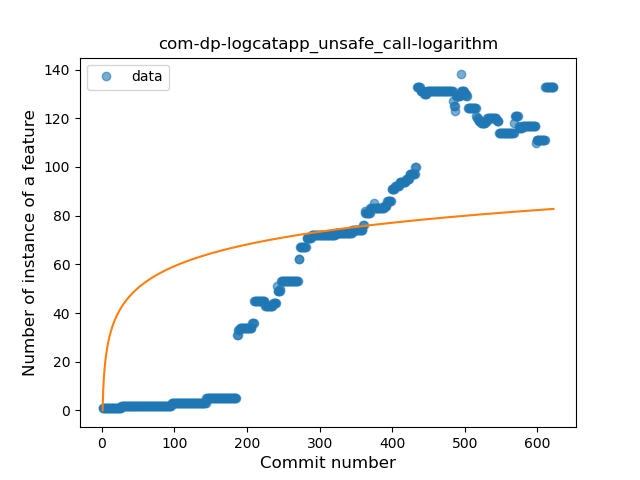 com-dp-logcatapp_unsafe_call-logarithm
data
Number of instance of a feature
140
120
100
80
60
40
20
0
0 100 200 300 400 500 600
Commit number